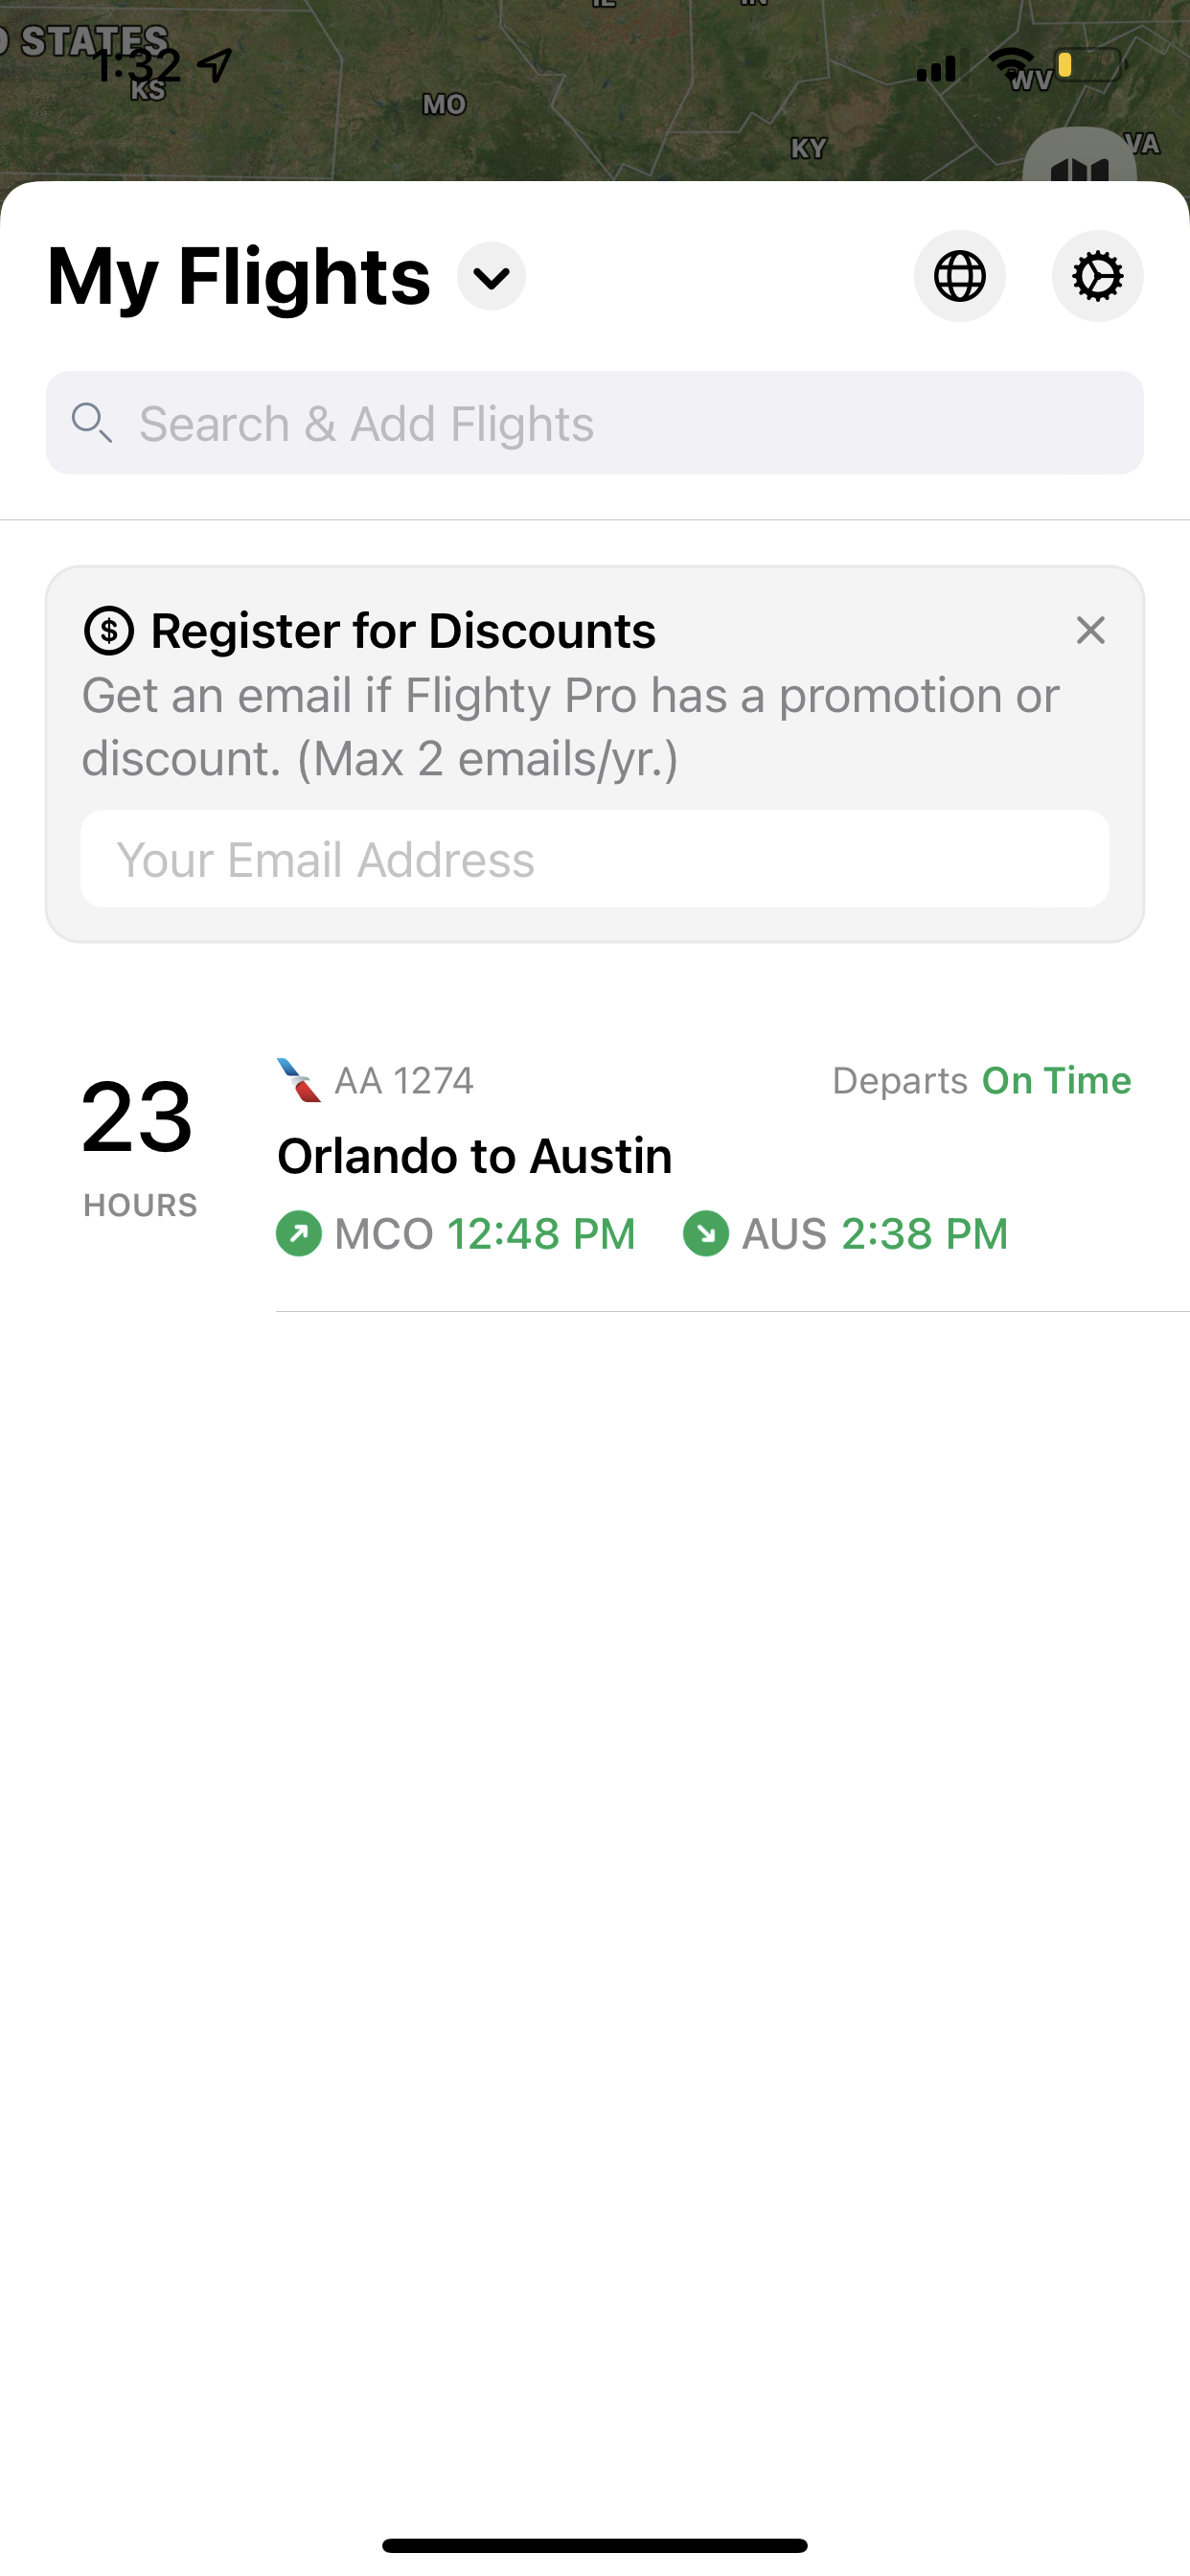 STATES
1:32
KS
MO
KY
WV
VA
My Flights
Search & Add Flights
Register for Discounts
Get an email if Flighty Pro has a promotion or
discount. (Max 2 emails/yr.)
Your Email Address
23
HOURS
AA 1274
Departs On Time
Orlando to Austin
MCO 12:48 PM AUS 2:38 PM